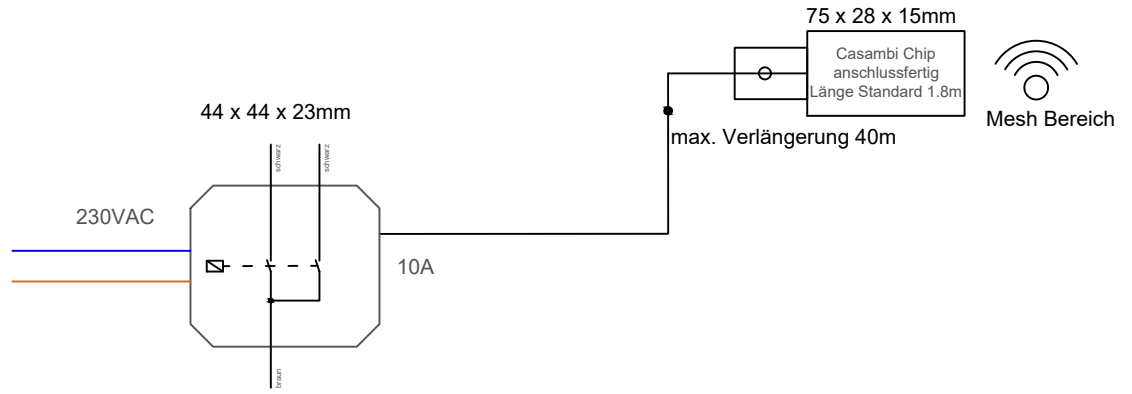 75 x 28 x 15mm
Casambi Chip
anschlussfertig
Länge Standard 1.8m
Mesh Bereich
max. Verlängerung 40m
44 x 44 x 23mm
schwarz
schwarz
230VAC
10A
braun